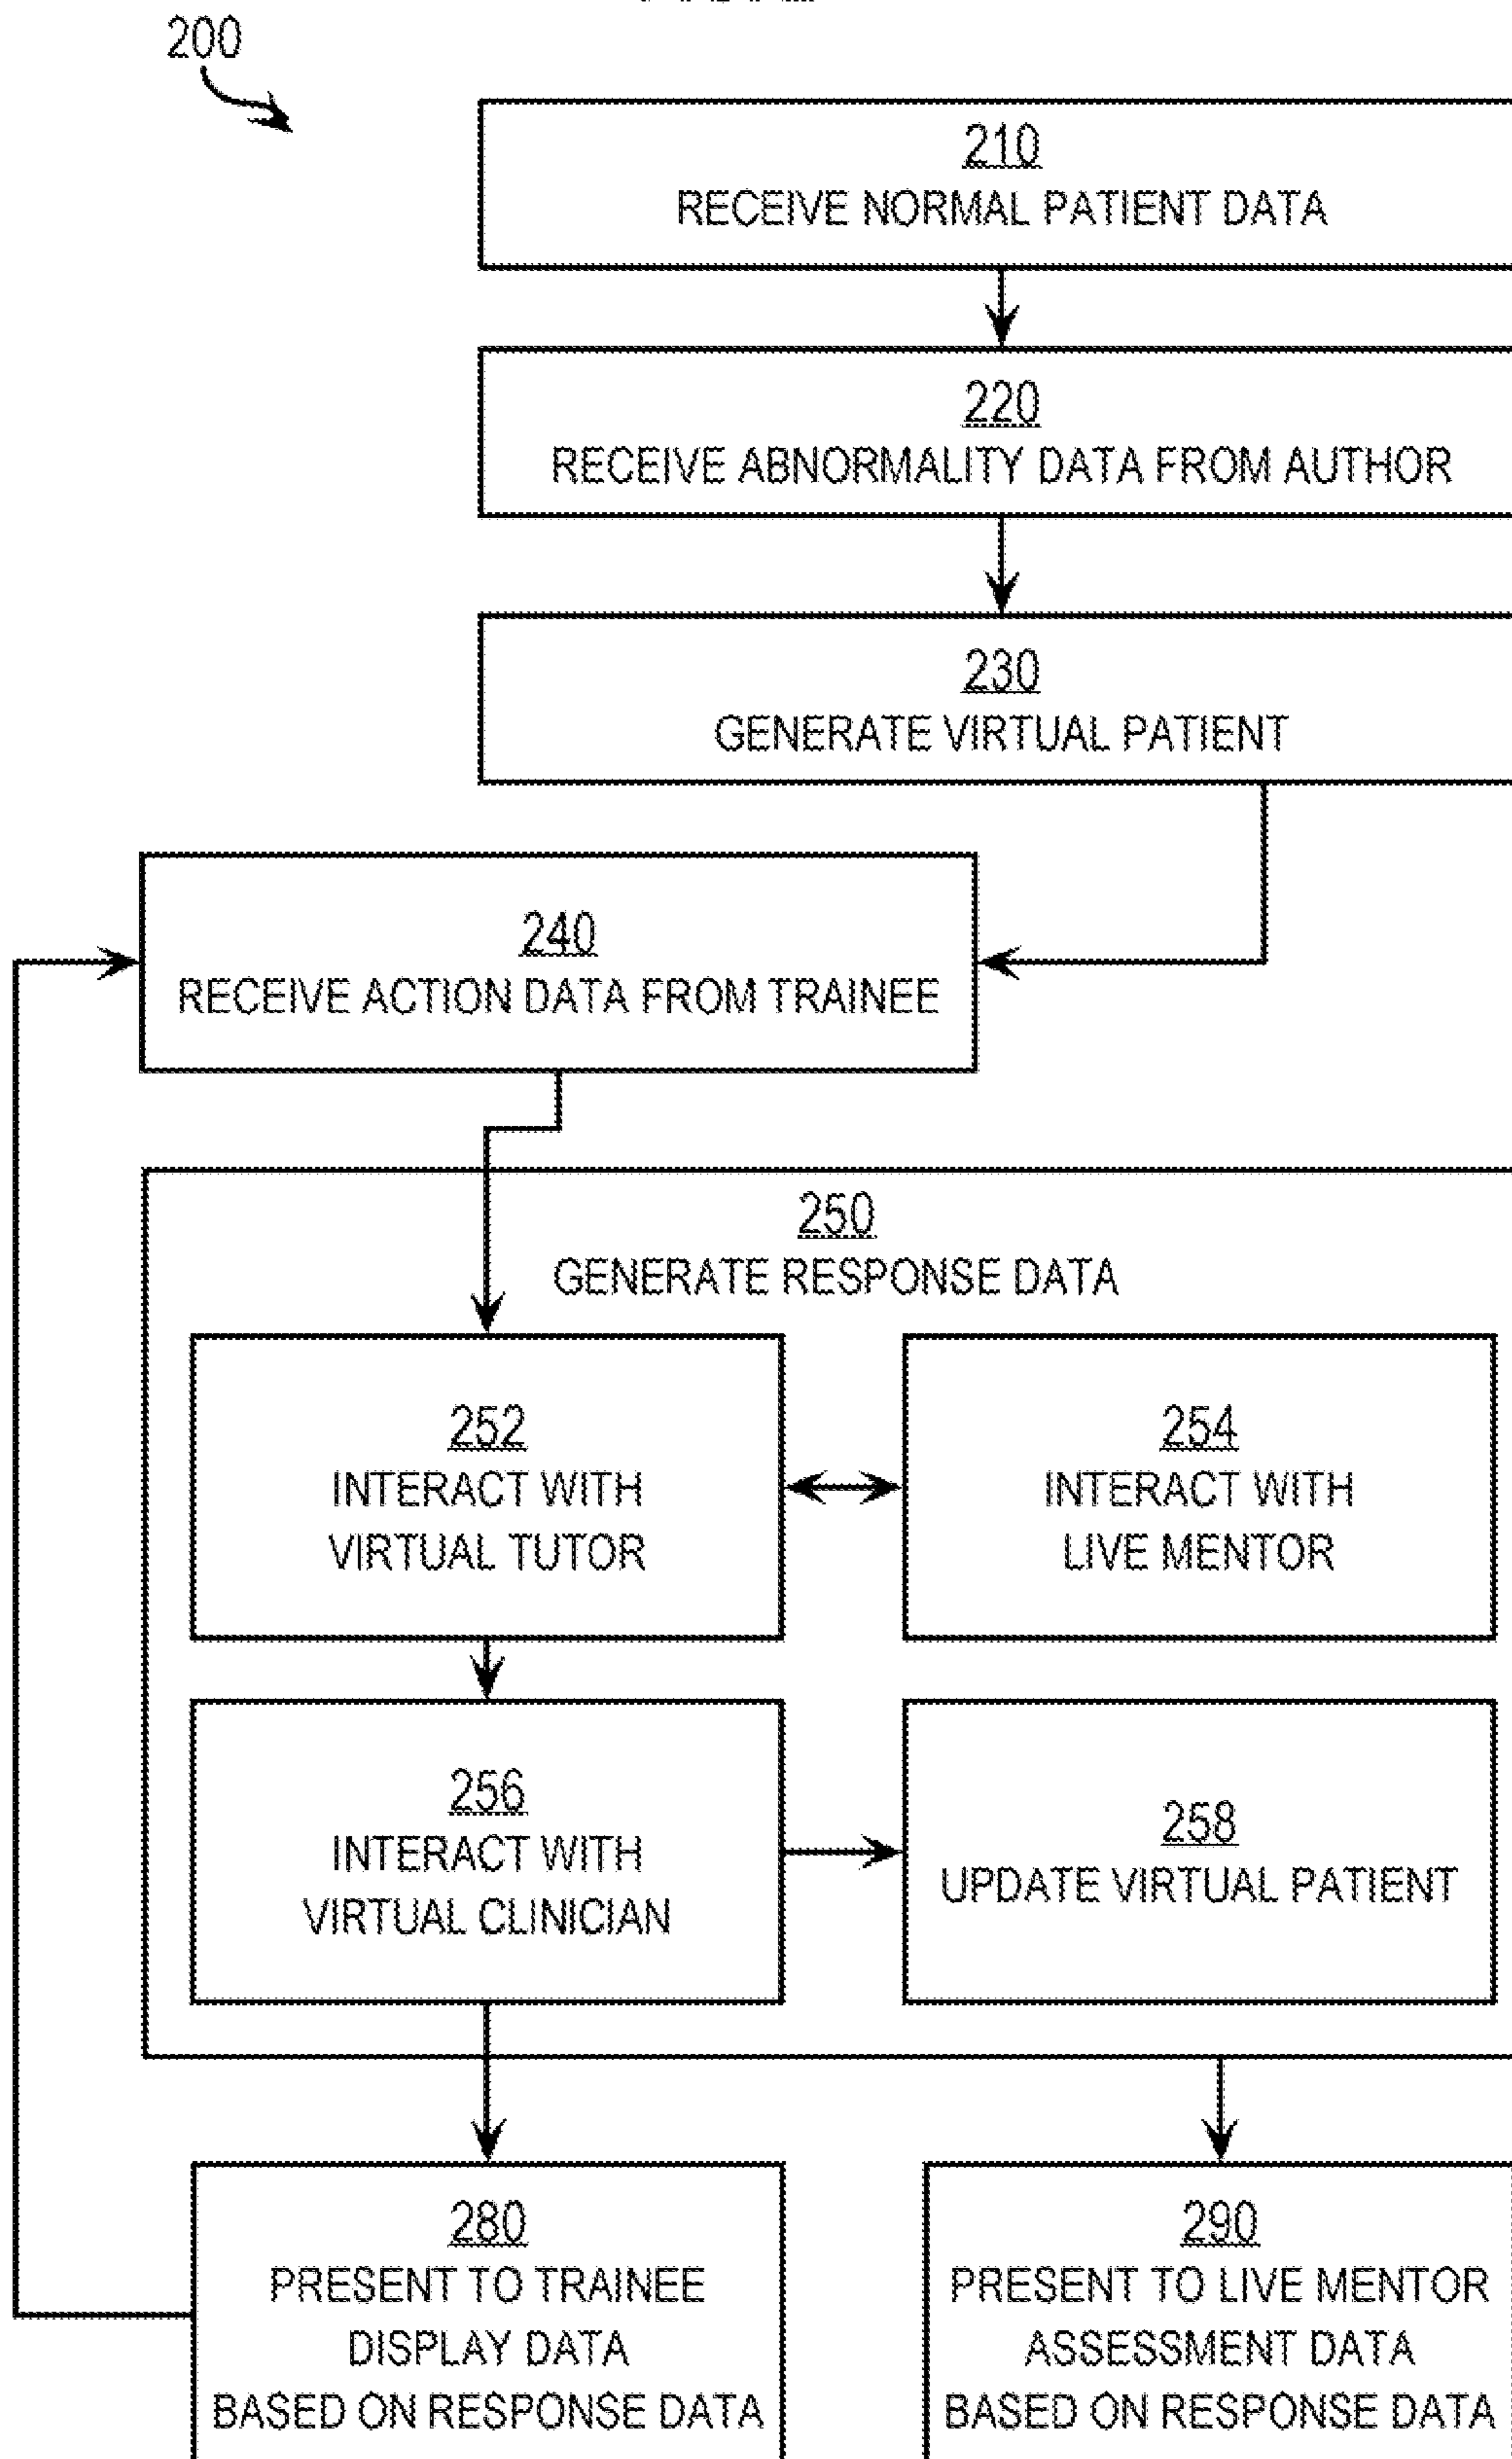 200
210
RECEIVE NORMAL PATIENT DATA
220
RECEIVE ABNORMALITY DATA FROM AUTHOR
230
GENERATE VIRTUAL PATIENT
240
RECEIVE ACTION DATA FROM TRAINEE
250
GENERATE RESPONSE DATA
252
INTERACT WITH
VIRTUAL TUTOR
254
INTERACT WITH
LIVE MENTOR
256
INTERACT WITH
VIRTUAL CLINICIAN
258
UPDATE VIRTUAL PATIENT
280
PRESENT TO TRAINEE
DISPLAY DATA
BASED ON RESPONSE DATA
290
PRESENT TO LIVE MENTOR
ASSESSMENT DATA
BASED ON RESPONSE DATA